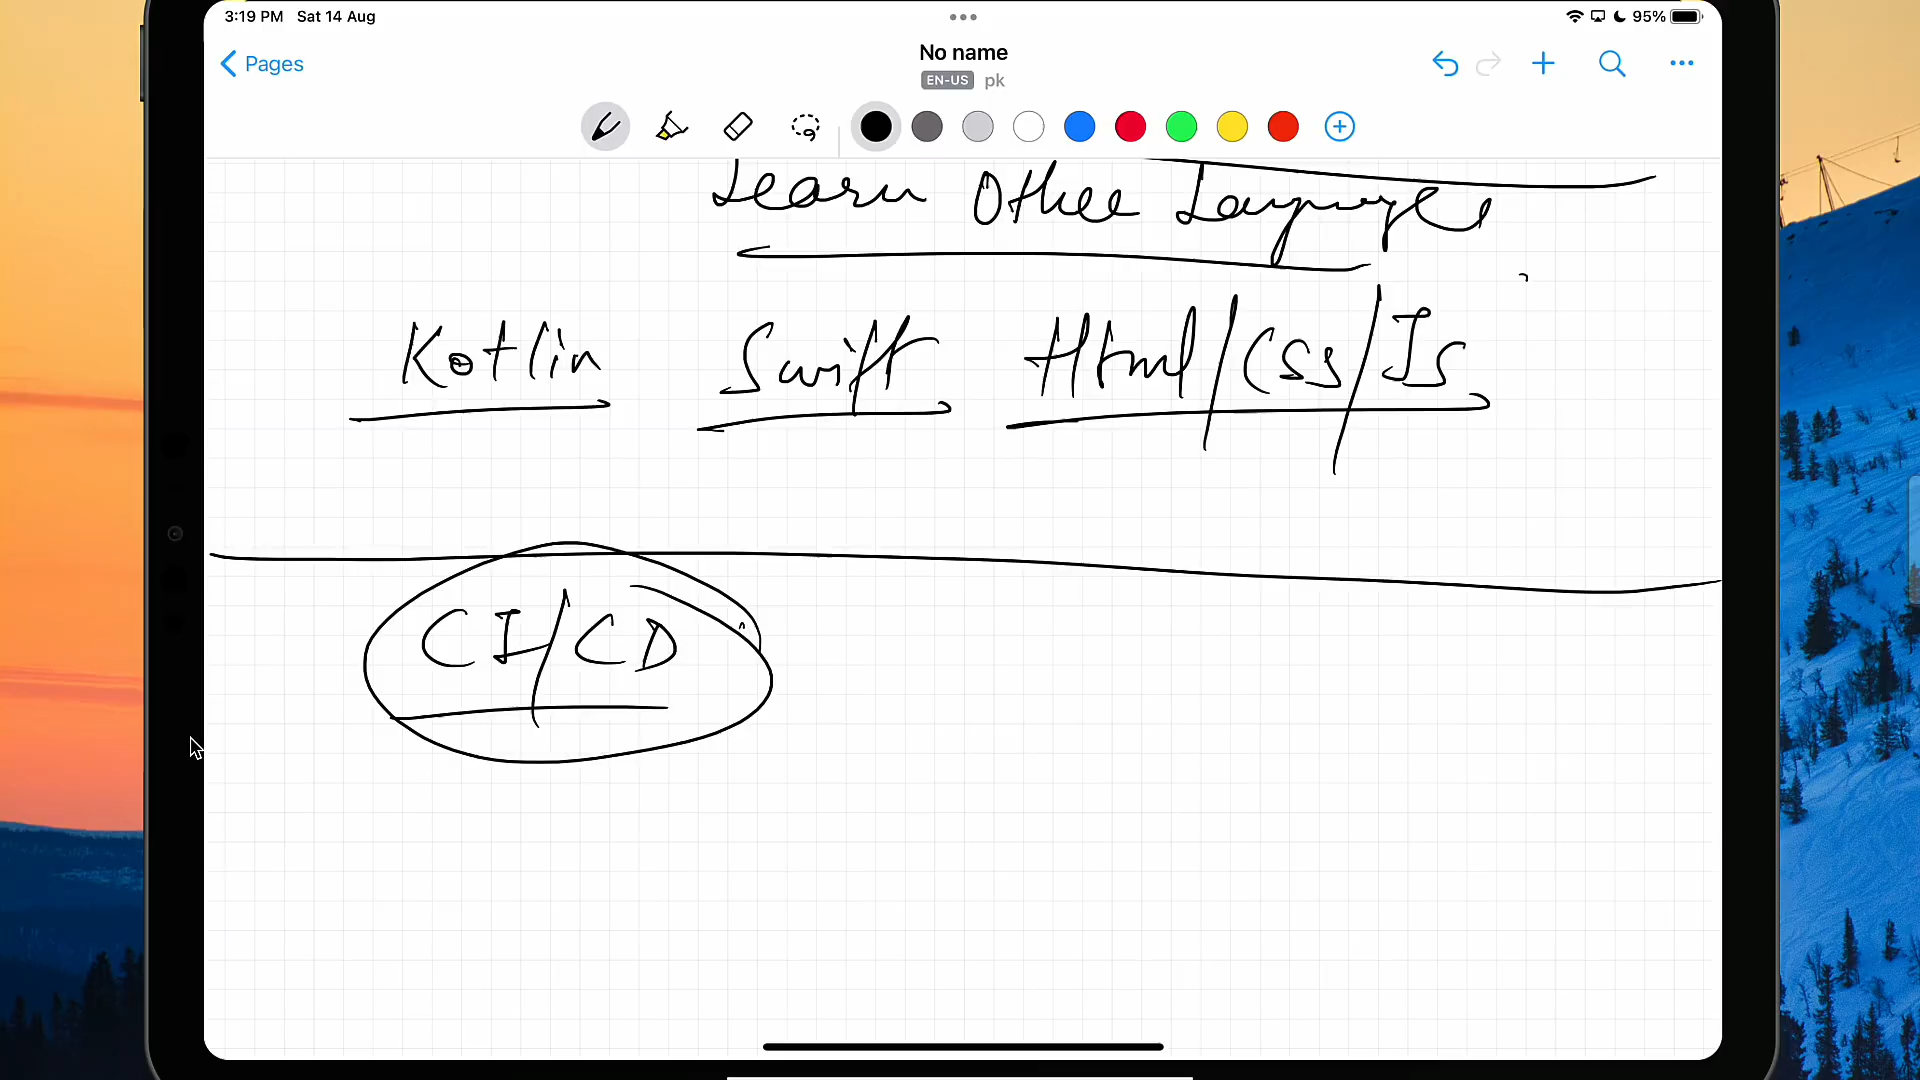 3:19 PM Sat 14 Aug 95%
Pages
No name
EN-US pk
Learn Other Languages
Kotlin Swift Html/CSS/Js
CI/CD